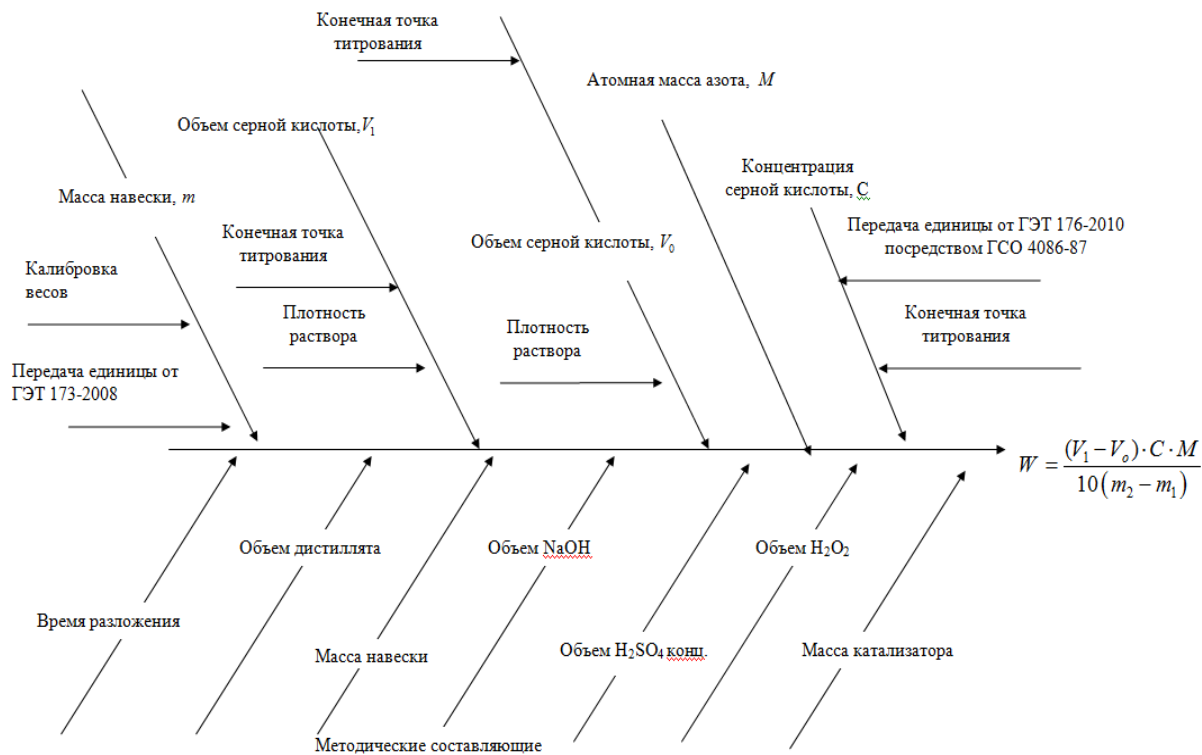 Конечная точка
титрования
Атомная масса азота, M
Объем серной кислоты,V₁
Концентрация
серной кислоты, С
Масса навески, m
Передача единицы от ГЭТ 176-2010
посредством ГСО 4086-87
Конечная точка
титрования
Объем серной кислоты, V₀
Калибровка
весов
Плотность
раствора
Плотность
раствора
Конечная точка
титрования
Передача единицы от
ГЭТ 173-2008
W = (V₁ − Vₒ) · C · M / 10(m₂ − m₁)
Объем дистиллята
Объем NaOH
Объем H₂O₂
Время разложения
Масса навески
Объем H₂SO₄ конц.
Масса катализатора
Методические составляющие